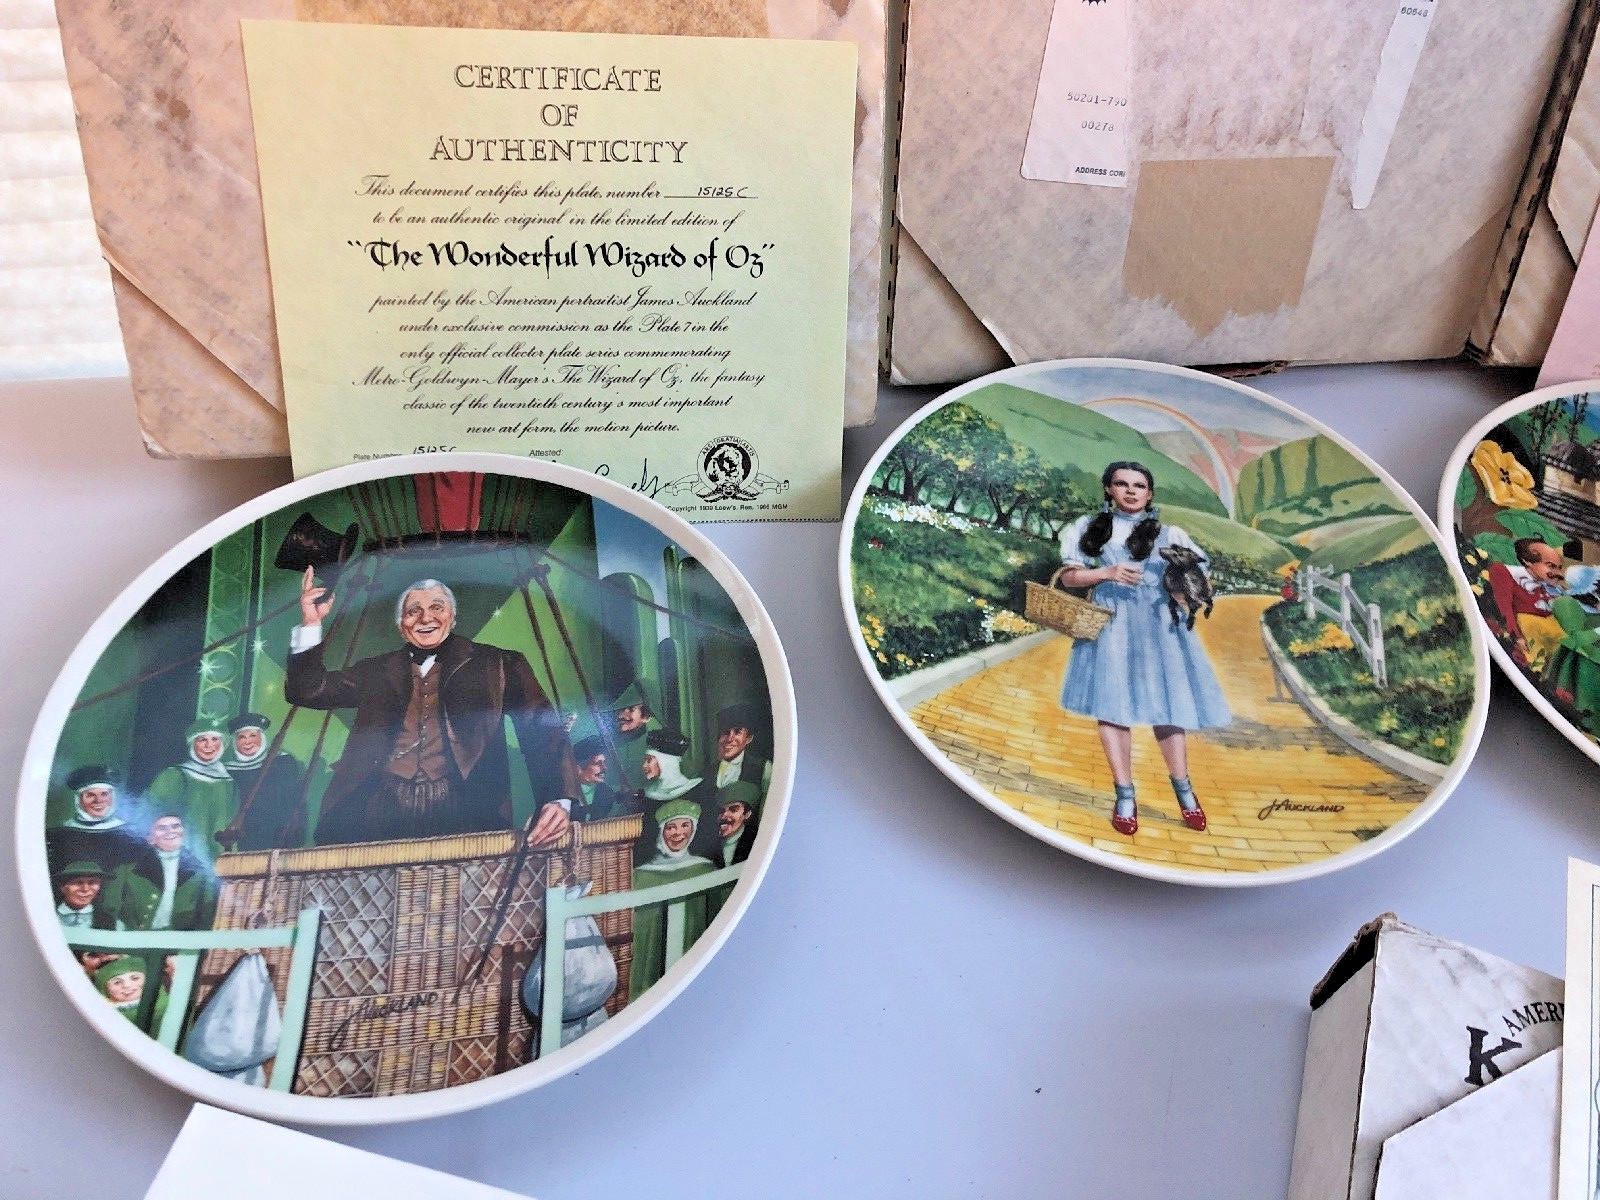 CERTIFICATE
OF
AUTHENTICITY
This document certifies this plate, number 15125 C
to be an authentic original in the limited edition of
"The Wonderful Wizard of Oz"
painted by the American portraitist James Auckland
under exclusive commission as the Plate 7 in the
only official collector plate series commemorating
Metro-Goldwyn-Mayer's The Wizard of Oz, the fantasy
classic of the twentieth century's most important
new art form, the motion picture.
Plate Number 15125C Attested:
Copyright 1939 Loew's. Ren. 1966 MGM
60648
00278
ADDRESS CORR
J. AUCKLAND
J. AUCKLAND
K
AMERI